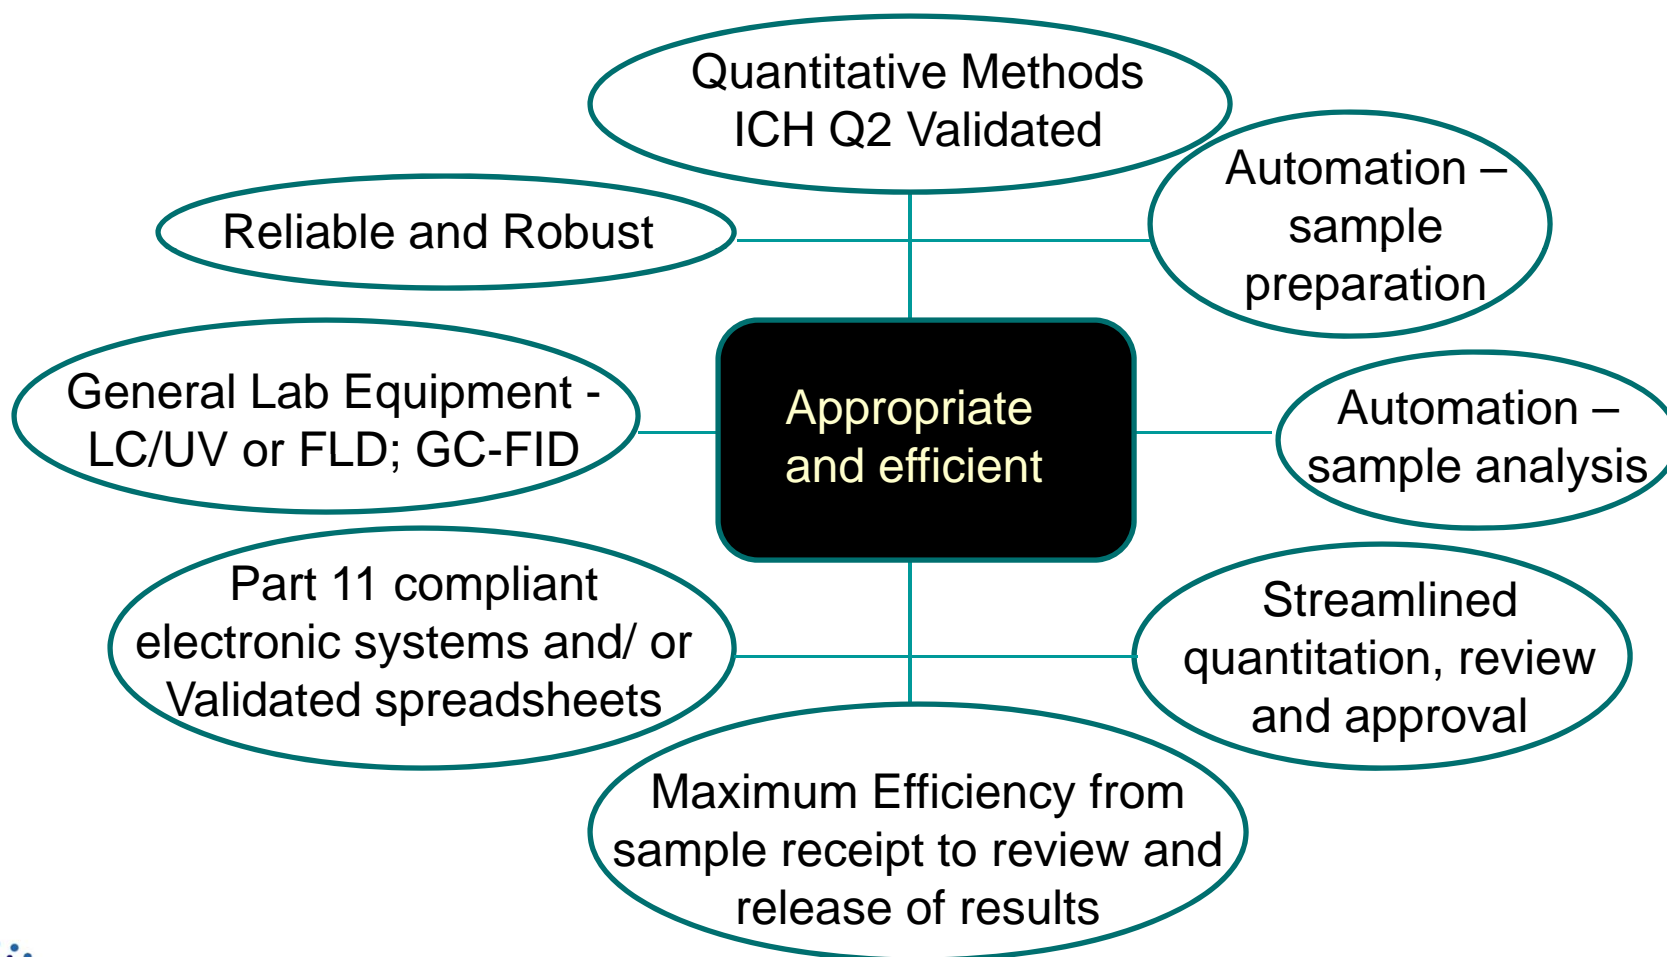 Quantitative Methods
ICH Q2 Validated
Automation –
sample
preparation
Reliable and Robust
General Lab Equipment -
LC/UV or FLD; GC-FID
Appropriate
and efficient
Automation –
sample analysis
Part 11 compliant
electronic systems and/ or
Validated spreadsheets
Streamlined
quantitation, review
and approval
Maximum Efficiency from
sample receipt to review and
release of results